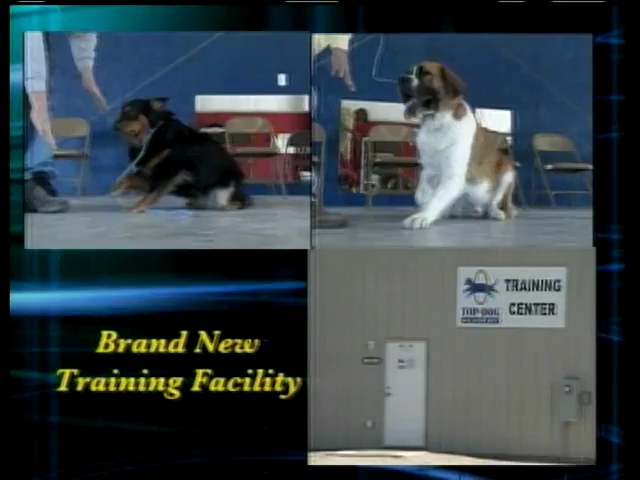 TRAINING
CENTER
TOP-DOG
Brand New
Training Facility